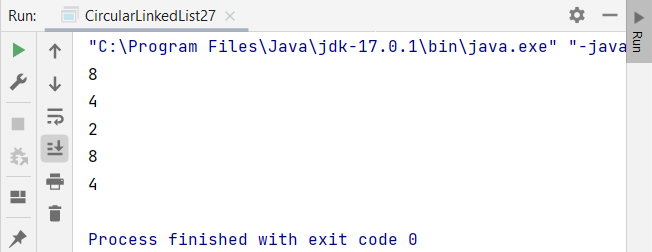 Run: CircularLinkedList27
"C:\Program Files\Java\jdk-17.0.1\bin\java.exe" "-java
8
4
2
8
4
Process finished with exit code 0
Run